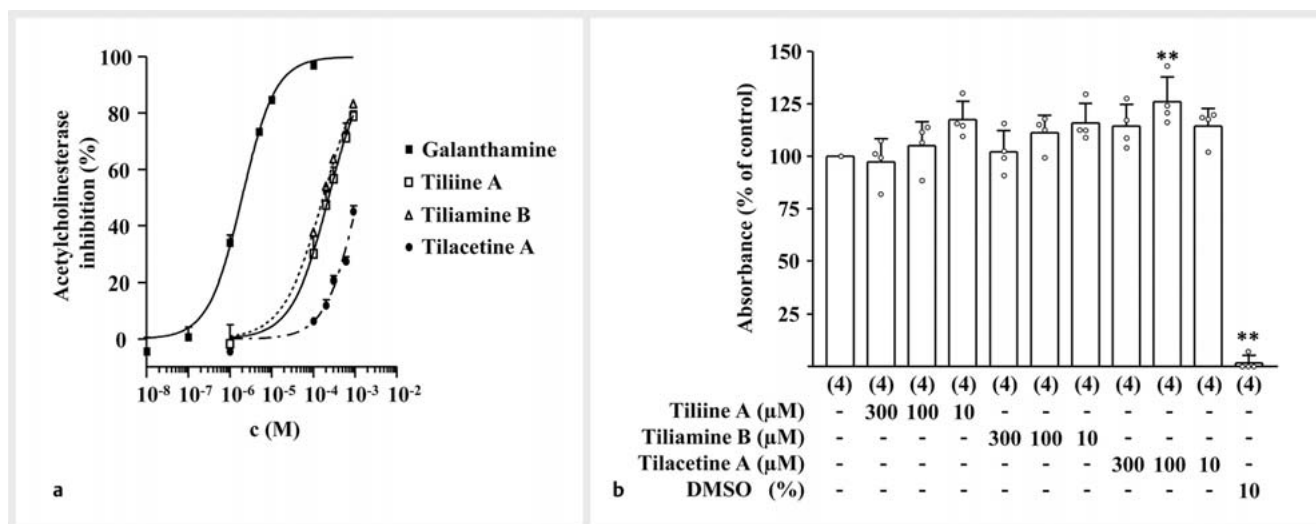 100
80
60
40
20
0
Acetylcholinesterase
inhibition (%)
10-8 10-7 10-6 10-5 10-4 10-3 10-2
c (M)
Galanthamine
Tiliine A
Tiliamine B
Tilacetine A
a
150
125
100
75
50
25
Absorbance (% of control)
** **
(4) (4) (4) (4) (4) (4) (4) (4) (4) (4) (4)
Tiliine A (µM) - 300 100 10 - - - - - - -
Tiliamine B (µM) - - - - 300 100 10 - - - -
Tilacetine A (µM) - - - - - - - 300 100 10 -
DMSO (%) - - - - - - - - - - 10
b